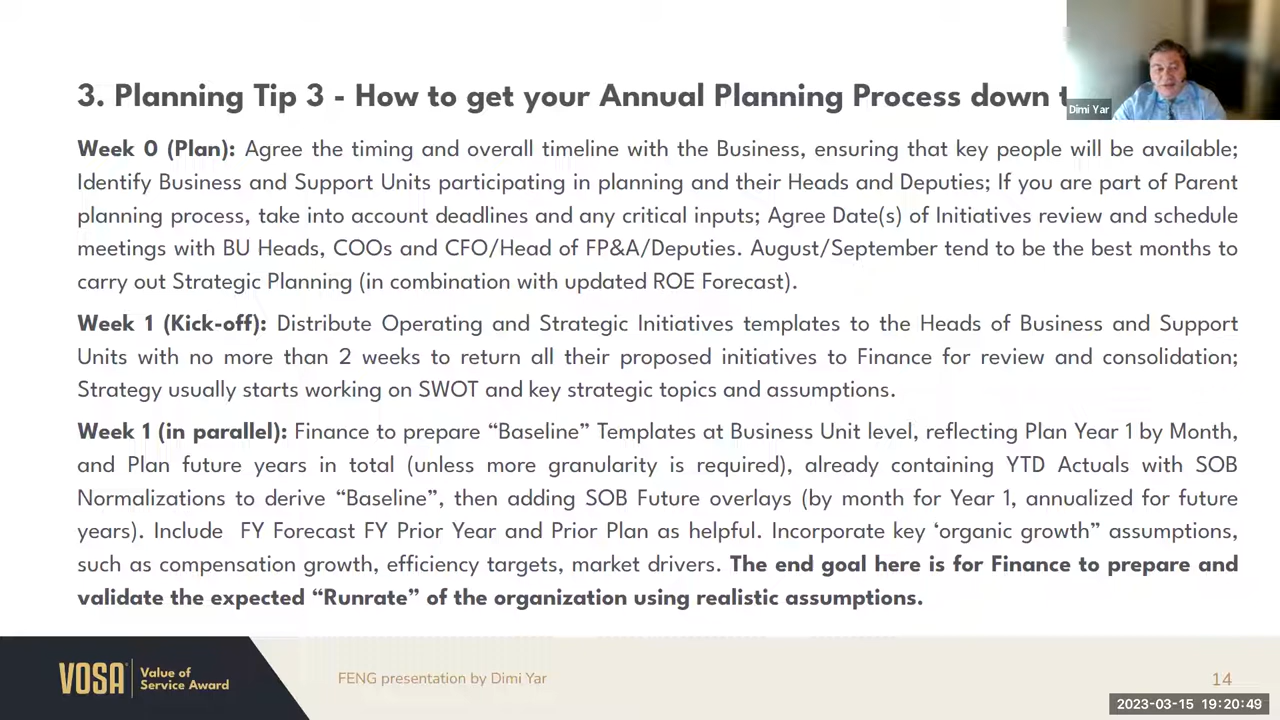 3. Planning Tip 3 - How to get your Annual Planning Process down
Dimi Yar
Week 0 (Plan): Agree the timing and overall timeline with the Business, ensuring that key people will be available;
Identify Business and Support Units participating in planning and their Heads and Deputies; If you are part of Parent
planning process, take into account deadlines and any critical inputs; Agree Date(s) of Initiatives review and schedule
meetings with BU Heads, COOs and CFO/Head of FP&A/Deputies. August/September tend to be the best months to
carry out Strategic Planning (in combination with updated ROE Forecast).
Week 1 (Kick-off): Distribute Operating and Strategic Initiatives templates to the Heads of Business and Support
Units with no more than 2 weeks to return all their proposed initiatives to Finance for review and consolidation;
Strategy usually starts working on SWOT and key strategic topics and assumptions.
Week 1 (in parallel): Finance to prepare “Baseline” Templates at Business Unit level, reflecting Plan Year 1 by Month,
and Plan future years in total (unless more granularity is required), already containing YTD Actuals with SOB
Normalizations to derive “Baseline”, then adding SOB Future overlays (by month for Year 1, annualized for future
years). Include FY Forecast FY Prior Year and Prior Plan as helpful. Incorporate key ‘organic growth” assumptions,
such as compensation growth, efficiency targets, market drivers. The end goal here is for Finance to prepare and
validate the expected “Runrate” of the organization using realistic assumptions.
VOSA
Value of
Service Award
FENG presentation by Dimi Yar
14
2023-03-15 19:20:49